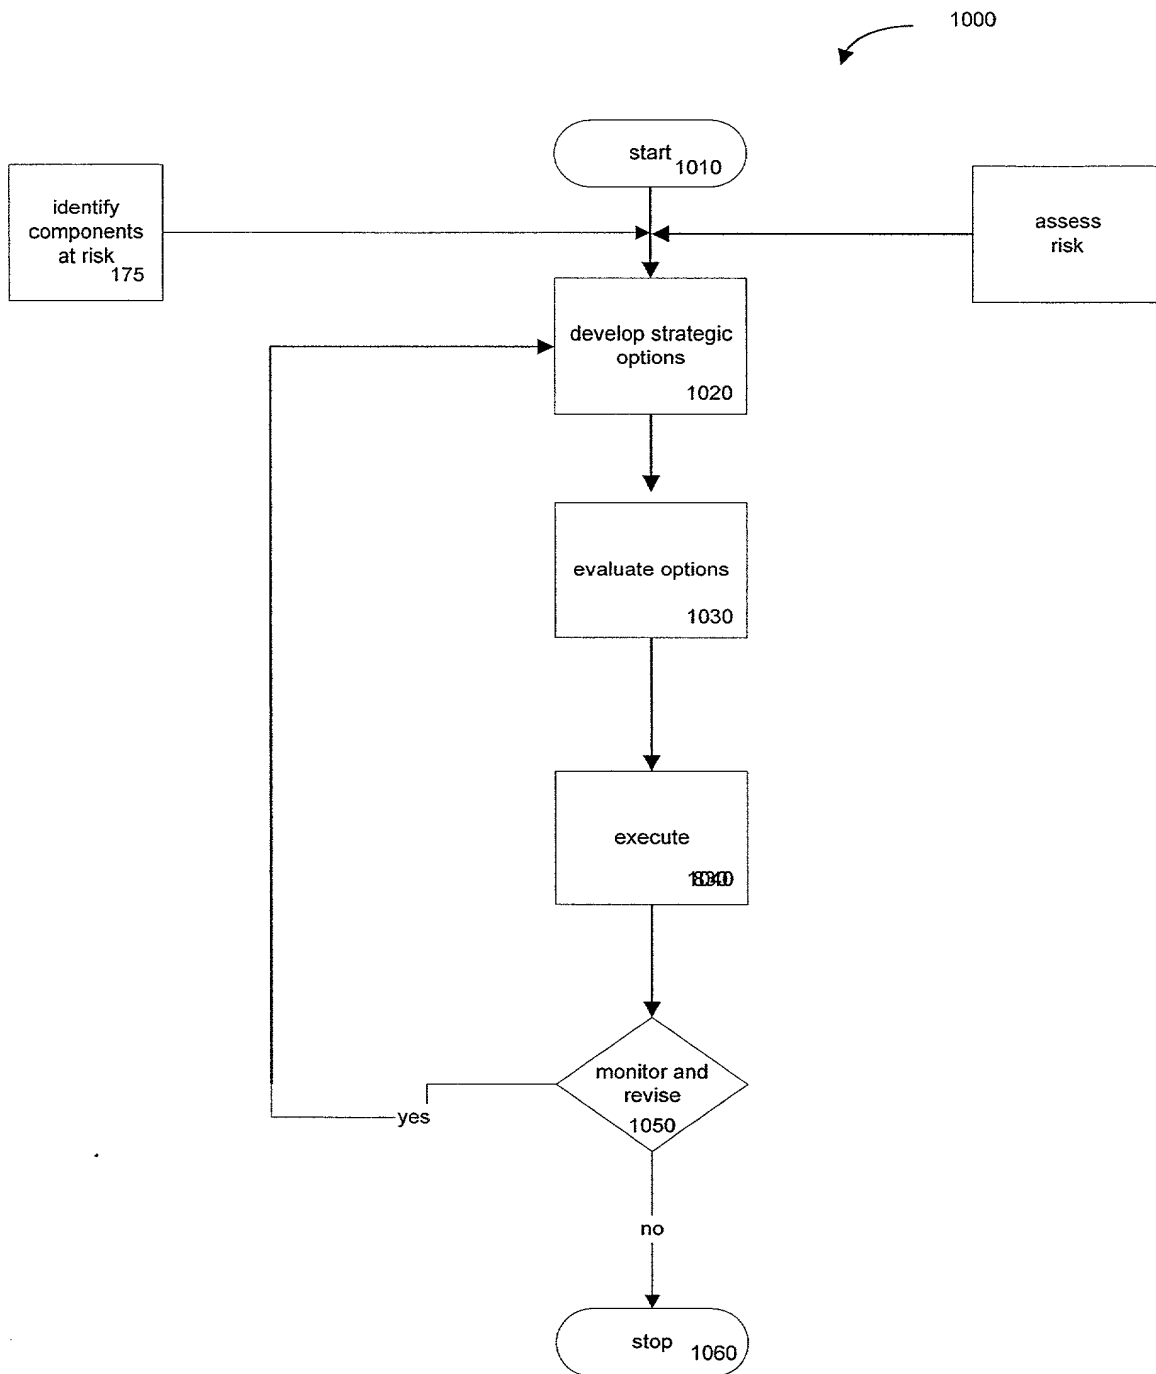 1000
start
1010
identify
components
at risk
175
assess
risk
develop strategic
options
1020
evaluate options
1030
execute
monitor and
revise
1050
yes
no
stop
1060